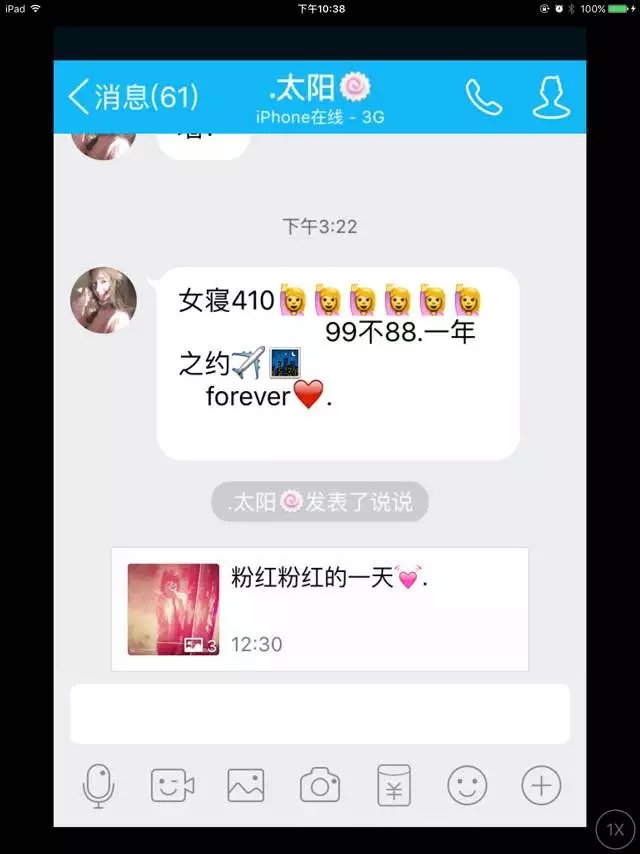 iPad
下午10:38
100%
消息(61)
.太阳🍥
iPhone在线 - 3G
下午3:22
女寝410🙋🙋🙋🙋🙋🙋
99不88.一年
之约✈️🌃
forever❤️.
.太阳🍥发表了说说
粉红粉红的一天💓.
3
12:30
1X